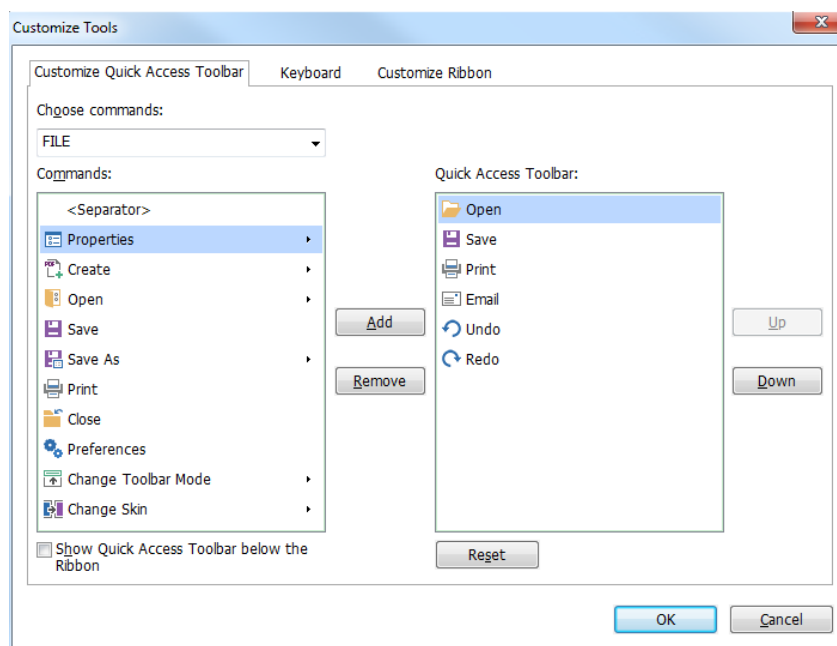 Customize Tools
Customize Quick Access Toolbar
Keyboard
Customize Ribbon
Choose commands:
FILE
Commands:
<Separator>
Properties
Create
Open
Save
Save As
Print
Close
Preferences
Change Toolbar Mode
Change Skin
Show Quick Access Toolbar below the
Ribbon
Add
Remove
Quick Access Toolbar:
Open
Save
Print
Email
Undo
Redo
Reset
Up
Down
OK
Cancel